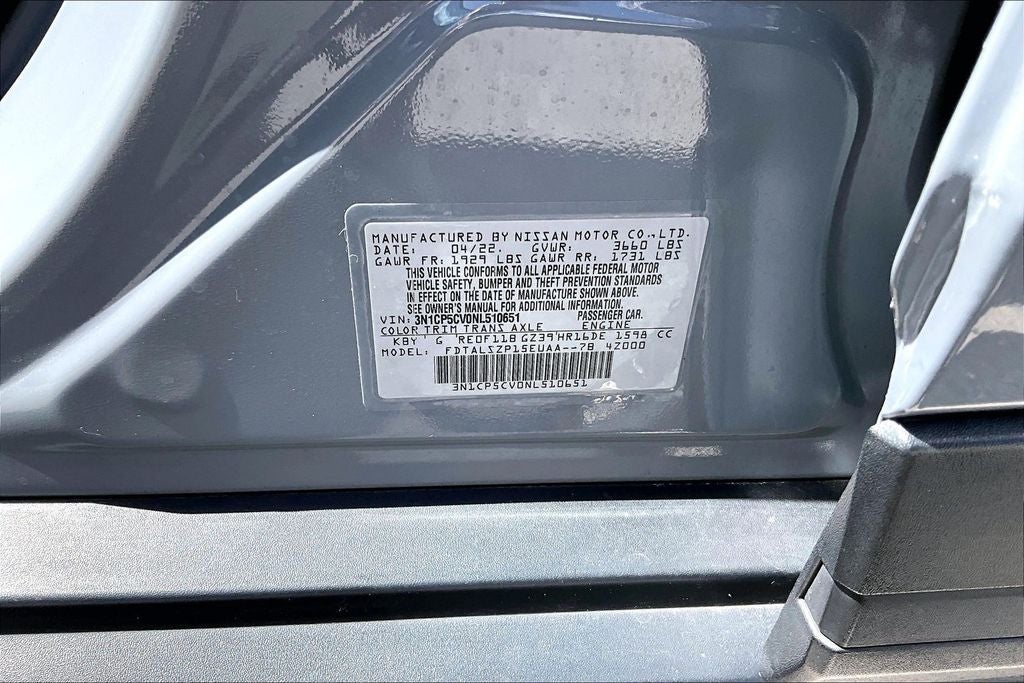 MANUFACTURED BY NISSAN MOTOR CO.,LTD.
DATE: 04/22. GVWR: 3660 LBS
GAWR FR: 1929 LBS GAWR RR: 1731 LBS
THIS VEHICLE CONFORMS TO ALL APPLICABLE FEDERAL MOTOR
VEHICLE SAFETY, BUMPER AND THEFT PREVENTION STANDARDS
IN EFFECT ON THE DATE OF MANUFACTURE SHOWN ABOVE.
SEE OWNER'S MANUAL FOR ADDITIONAL INFORMATION.
VIN: 3N1CP5CV0NL510651 PASSENGER CAR.
COLOR TRIM TRANS AXLE ENGINE
KBY G RE0F11B GZ39 HR16DE 1598 CC
MODEL: FDTALSZP15EUAA--7B 4Z000
3N1CP5CV0NL510651